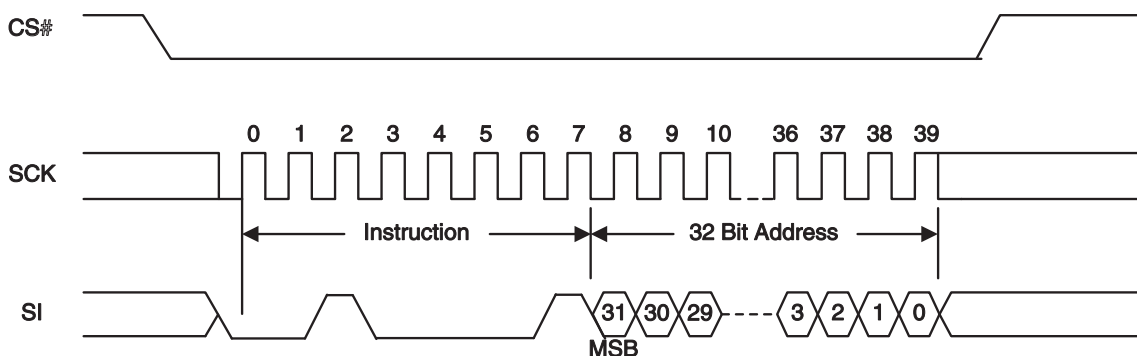 CS#
0 1 2 3 4 5 6 7 8 9 10 36 37 38 39
SCK
Instruction 32 Bit Address
SI 31 30 29 3 2 1 0
MSB